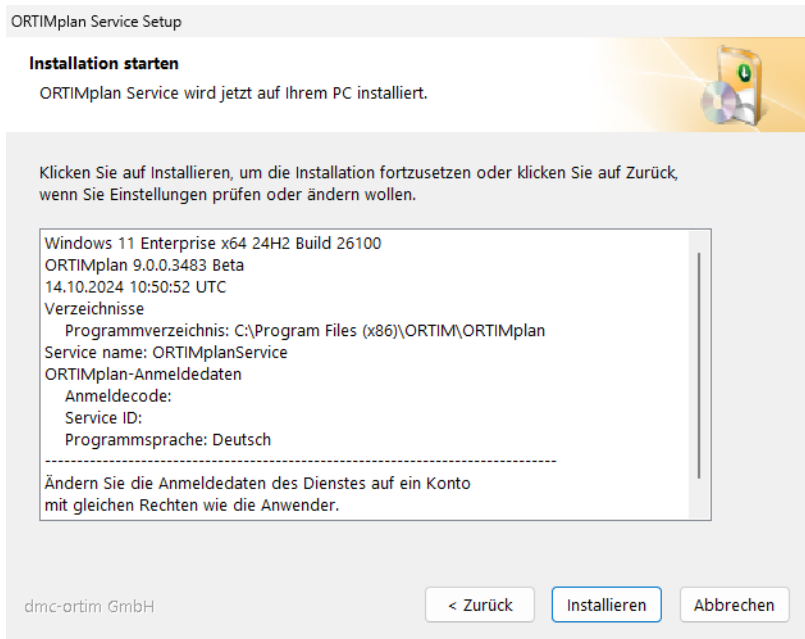 ORTIMplan Service Setup
Installation starten
ORTIMplan Service wird jetzt auf Ihrem PC installiert.
Klicken Sie auf Installieren, um die Installation fortzusetzen oder klicken Sie auf Zurück,
wenn Sie Einstellungen prüfen oder ändern wollen.
Windows 11 Enterprise x64 24H2 Build 26100
ORTIMplan 9.0.0.3483 Beta
14.10.2024 10:50:52 UTC
Verzeichnisse
Programmverzeichnis: C:\Program Files (x86)\ORTIM\ORTIMplan
Service name: ORTIMplanService
ORTIMplan-Anmeldedaten
Anmeldecode:
Service ID:
Programmsprache: Deutsch
--------------------------------------------------------------------------------
Ändern Sie die Anmeldedaten des Dienstes auf ein Konto
mit gleichen Rechten wie die Anwender.
dmc-ortim GmbH
< Zurück
Installieren
Abbrechen